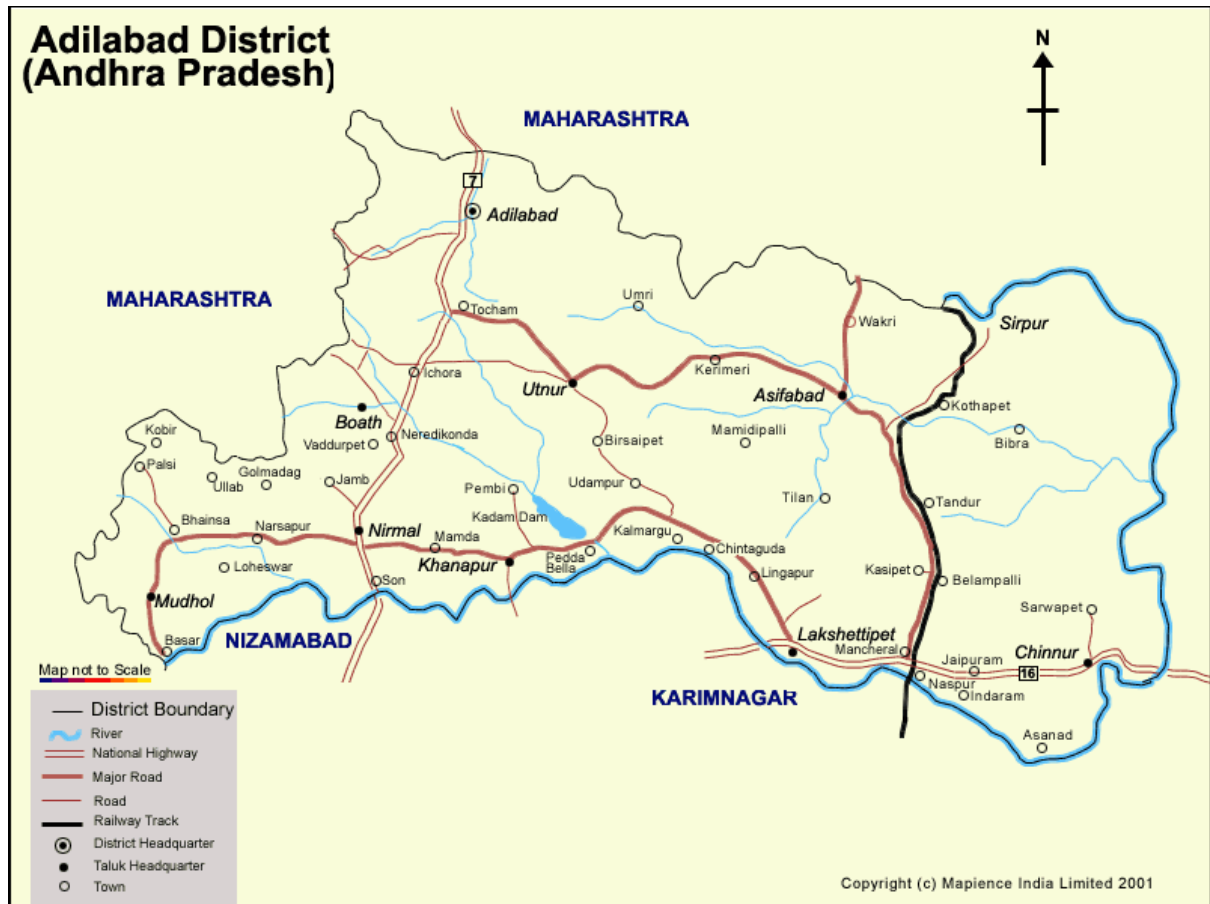 Adilabad District
(Andhra Pradesh)
N
MAHARASHTRA
7
Adilabad
MAHARASHTRA
Umri
Tocham
Wakri
Sirpur
Kerimeri
Ichora
Utnur
Asifabad
Kothapet
Boath
Kobir
Vaddurpet
Neredikonda
Birsaipet
Mamidipalli
Bibra
Palsi
Ullab
Golmadag
Jamb
Pembi
Udampur
Tilan
Tandur
Bhainsa
Narsapur
Nirmal
Kadam Dam
Kalmargu
Mamda
Khanapur
Pedda
Bella
Chintaguda
Loheswar
Son
Lingapur
Kasipet
Belampalli
Mudhol
Sarwapet
Basar
NIZAMABAD
Lakshettipet
Mancheral
Jaipuram
Chinnur
16
Naspur
Indaram
KARIMNAGAR
Asanad
Map not to Scale
District Boundary
River
National Highway
Major Road
Road
Railway Track
District Headquarter
Taluk Headquarter
Town
Copyright (c) Mapience India Limited 2001